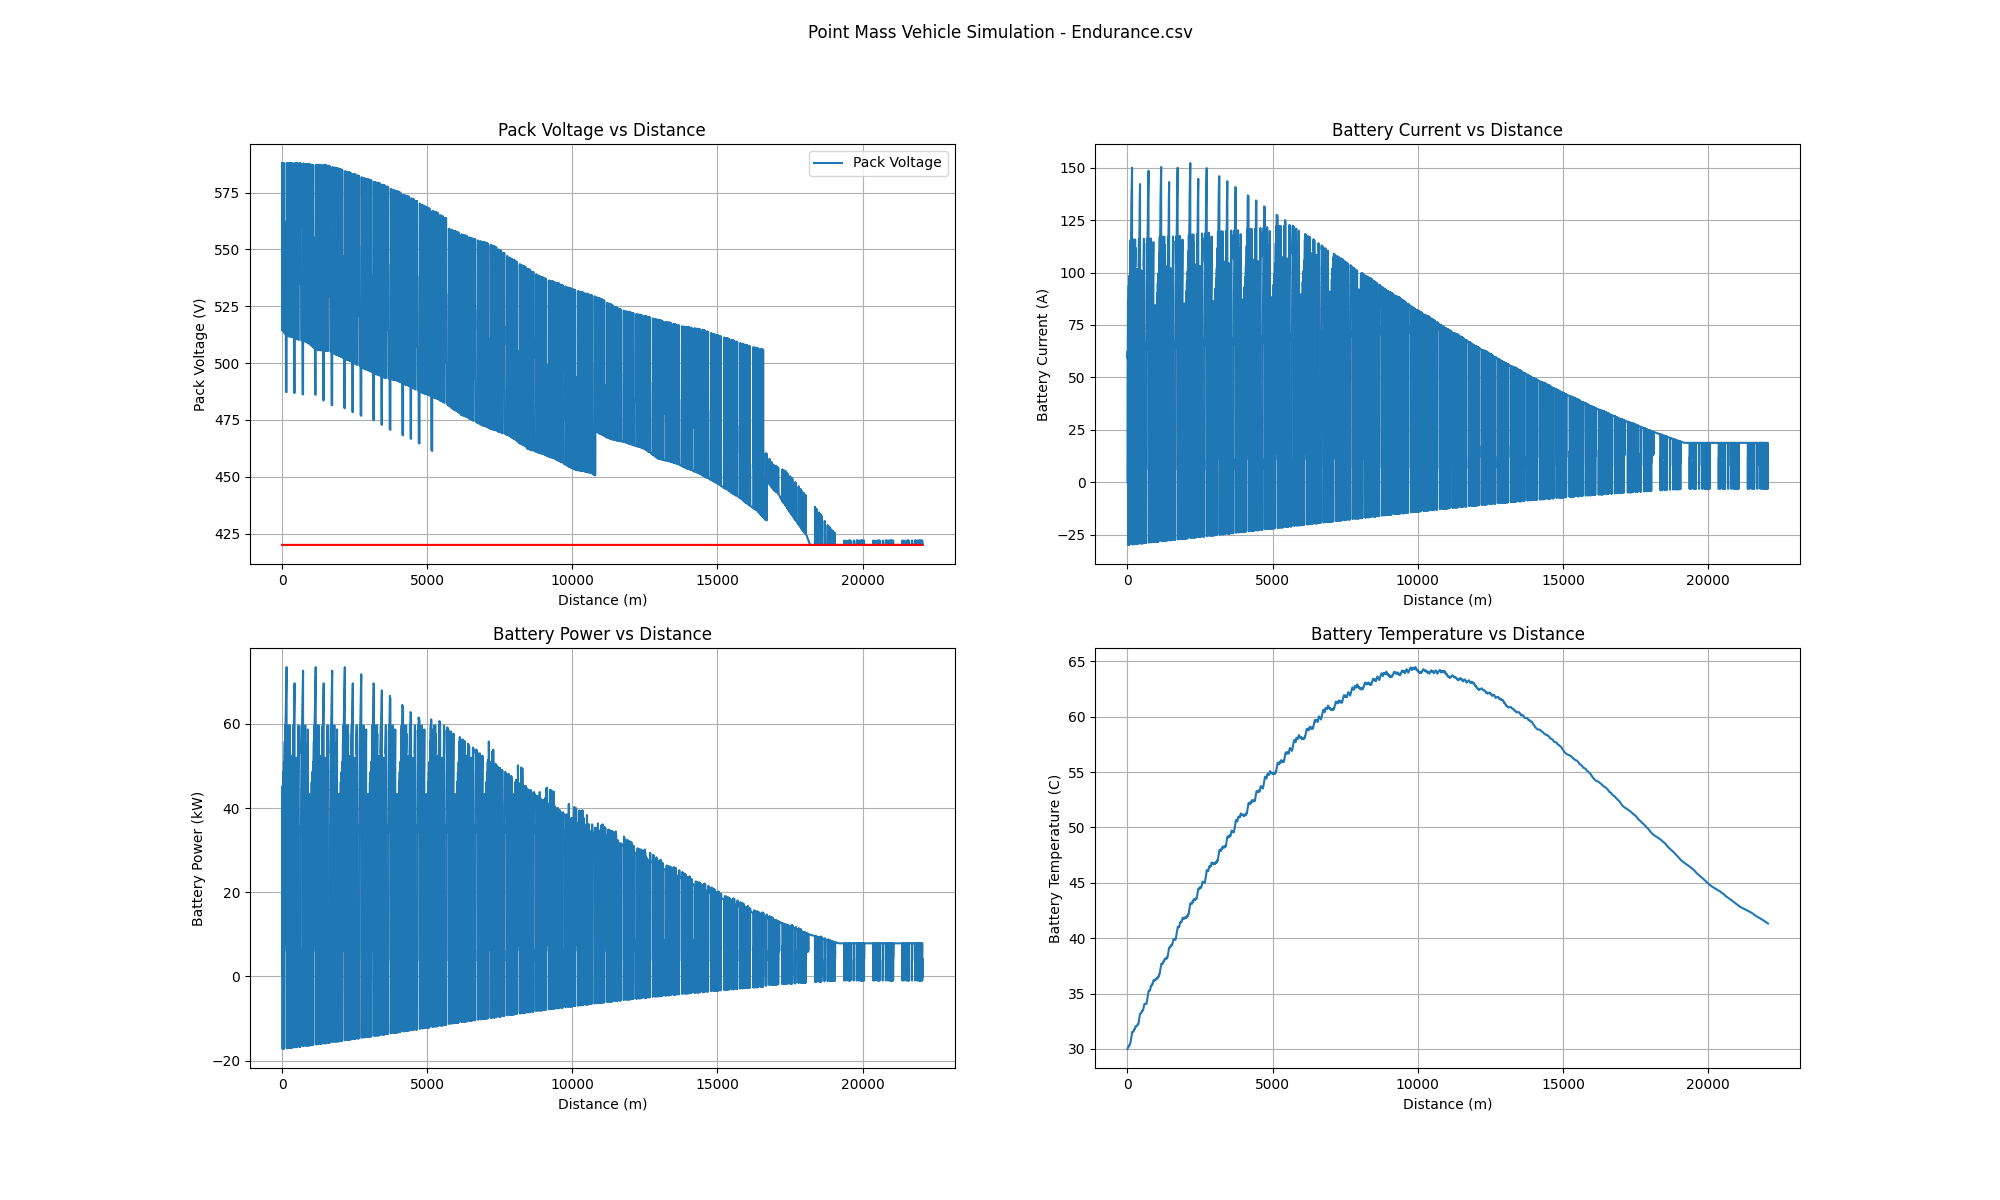 Point Mass Vehicle Simulation - Endurance.csv
Pack Voltage vs Distance
Pack Voltage
Pack Voltage (V)
575
550
525
500
475
450
425
0 5000 10000 15000 20000
Distance (m)
Battery Current vs Distance
Battery Current (A)
150
125
100
75
50
25
0
−25
0 5000 10000 15000 20000
Distance (m)
Battery Power vs Distance
Battery Power (kW)
60
40
20
0
−20
0 5000 10000 15000 20000
Distance (m)
Battery Temperature vs Distance
Battery Temperature (C)
65
60
55
50
45
40
35
30
0 5000 10000 15000 20000
Distance (m)